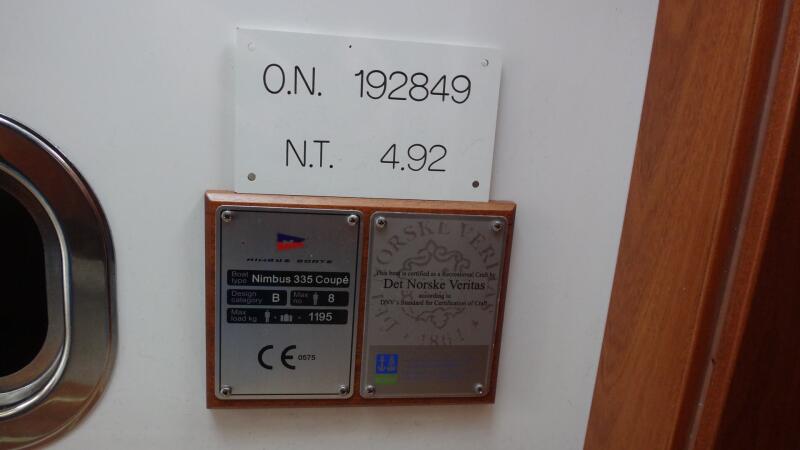 O.N. 192849
N.T. 4.92
NIMBUS BOATS
Boat type Nimbus 335 Coupé
Design category B Max no 8
Max load kg 1195
CE 0575
DET NORSKE VERITAS
This boat is certified as a Recreational Craft by
Det Norske Veritas
according to
DNV's Standard for Certification of Craft
1864